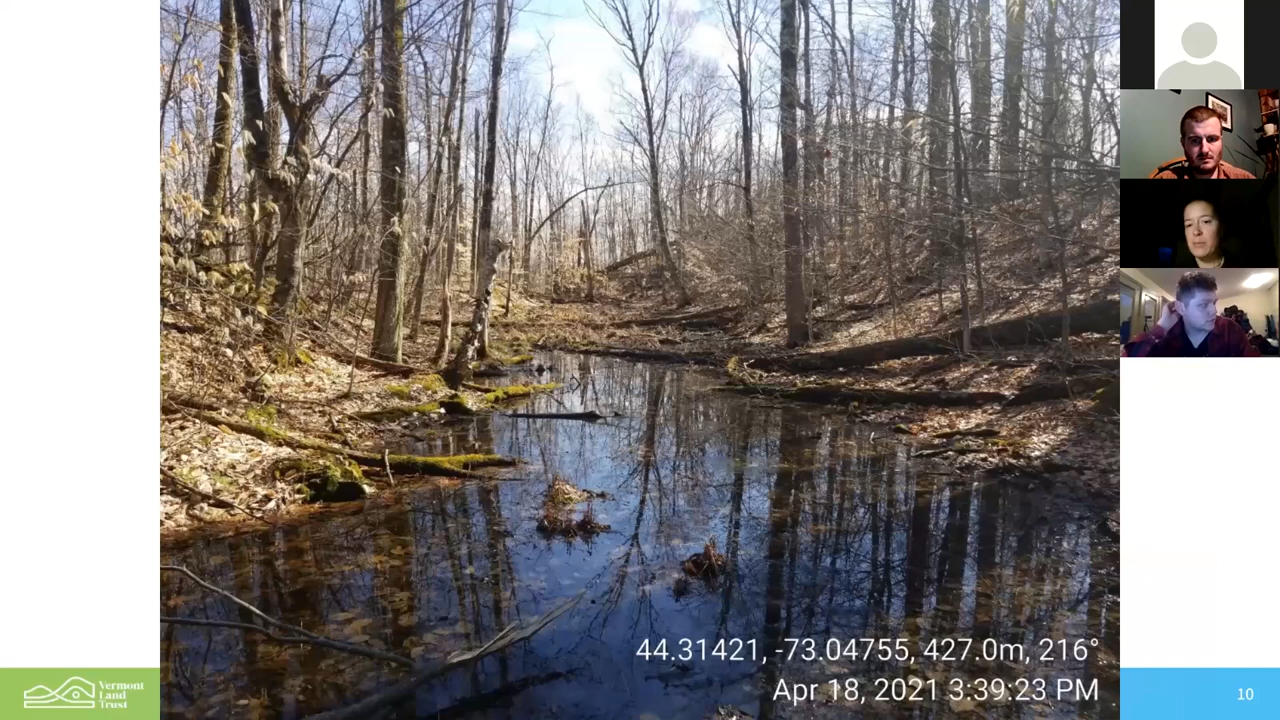 44.31421, -73.04755, 427.0m, 216°
Apr 18, 2021 3:39:23 PM
Vermont
Land
Trust
10